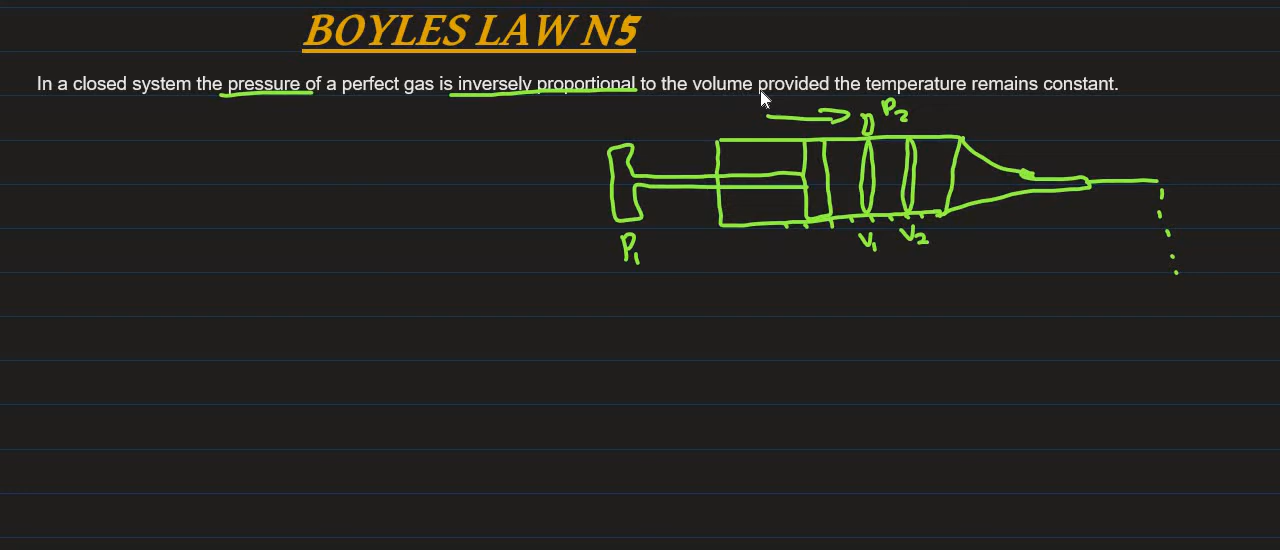 BOYLES LAW N5
In a closed system the pressure of a perfect gas is inversely proportional to the volume provided the temperature remains constant.
P2
V1 V2
P1